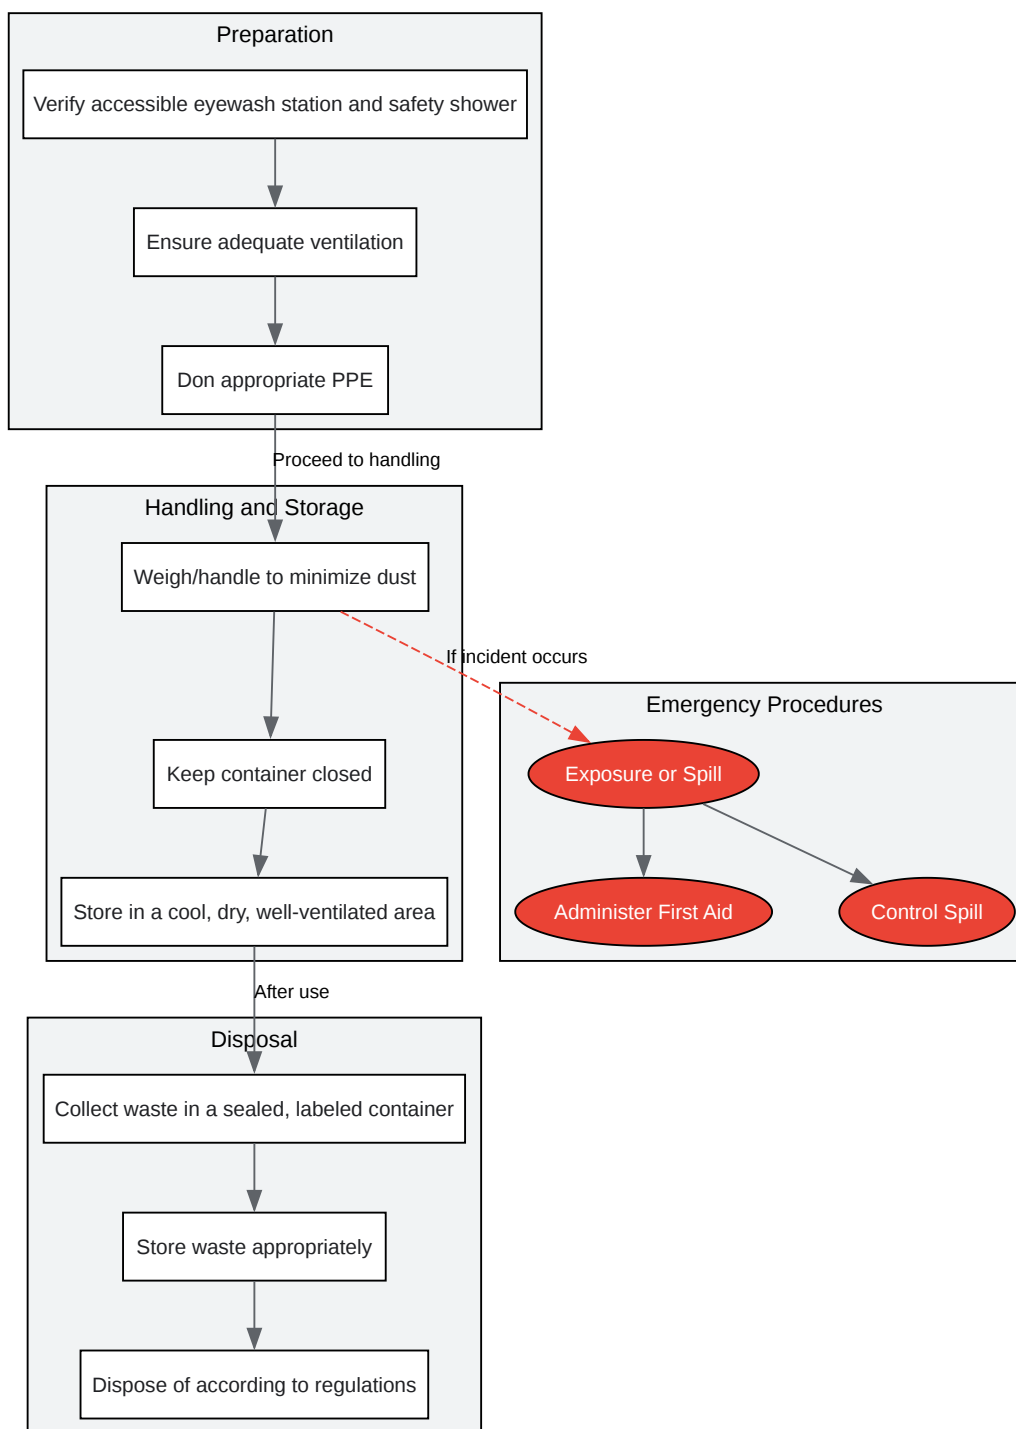 Preparation
Verify accessible eyewash station and safety shower
Ensure adequate ventilation
Don appropriate PPE
Proceed to handling
Handling and Storage
Weigh/handle to minimize dust
If incident occurs
Keep container closed
Store in a cool, dry, well-ventilated area
Emergency Procedures
Exposure or Spill
Administer First Aid
Control Spill
After use
Disposal
Collect waste in a sealed, labeled container
Store waste appropriately
Dispose of according to regulations